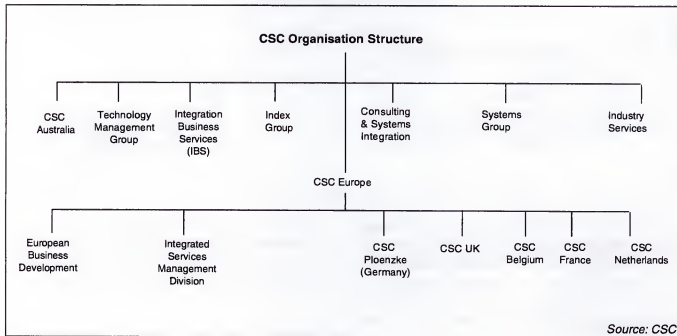 CSC Organisation Structure
CSC
Australia
Technology
Management
Group
Integration
Business
Services
(IBS)
Index
Group
Consulting
& Systems
Integration
Systems
Group
Industry
Services
CSC Europe
European
Business
Development
Integrated
Services
Management
Division
CSC
Ploenzke
(Germany)
CSC UK
CSC
Belgium
CSC
France
CSC
Netherlands
Source: CSC